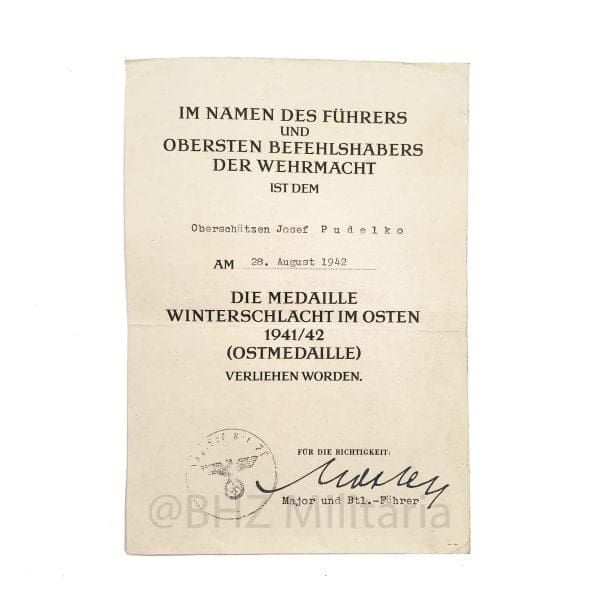 IM NAMEN DES FÜHRERS
UND
OBERSTEN BEFEHLSHABERS
DER WEHRMACHT
IST DEM
Oberschützen Josef Pudelko
AM 28. August 1942
DIE MEDAILLE
WINTERSCHLACHT IM OSTEN
1941/42
(OSTMEDAILLE)
VERLIEHEN WORDEN.
FÜR DIE RICHTIGKEIT:
Major und Btl.-Führer
@BHZ Militaria